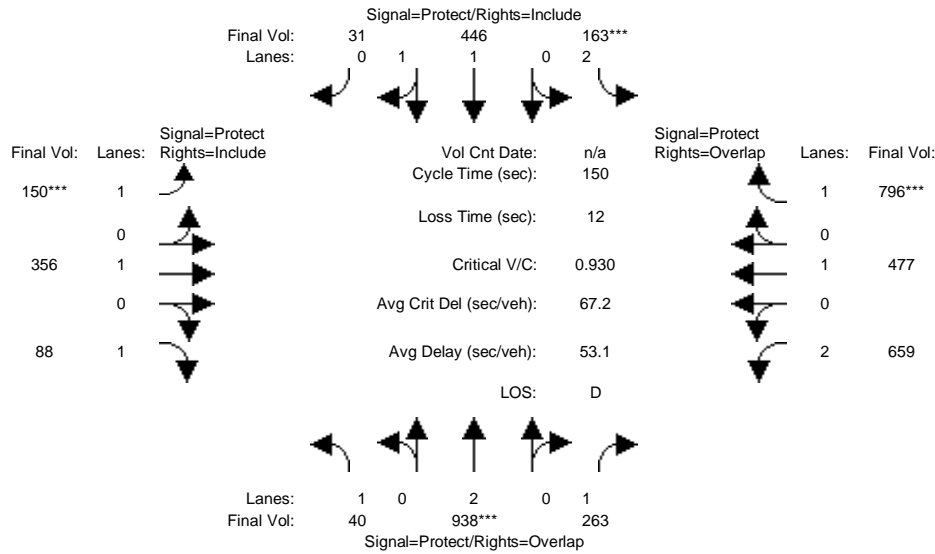 Signal=Protect/Rights=Include
Final Vol: 31 446 163***
Lanes: 0 1 1 0 2
Signal=Protect
Final Vol: Lanes: Rights=Include
Vol Cnt Date: n/a
Signal=Protect
Rights=Overlap Lanes: Final Vol:
Cycle Time (sec): 150
150*** 1
1 796***
Loss Time (sec): 12
0
0
356 1
Critical V/C: 0.930
1 477
0
Avg Crit Del (sec/veh): 67.2
0
88 1
Avg Delay (sec/veh): 53.1
2 659
LOS: D
Lanes: 1 0 2 0 1
Final Vol: 40 938*** 263
Signal=Protect/Rights=Overlap